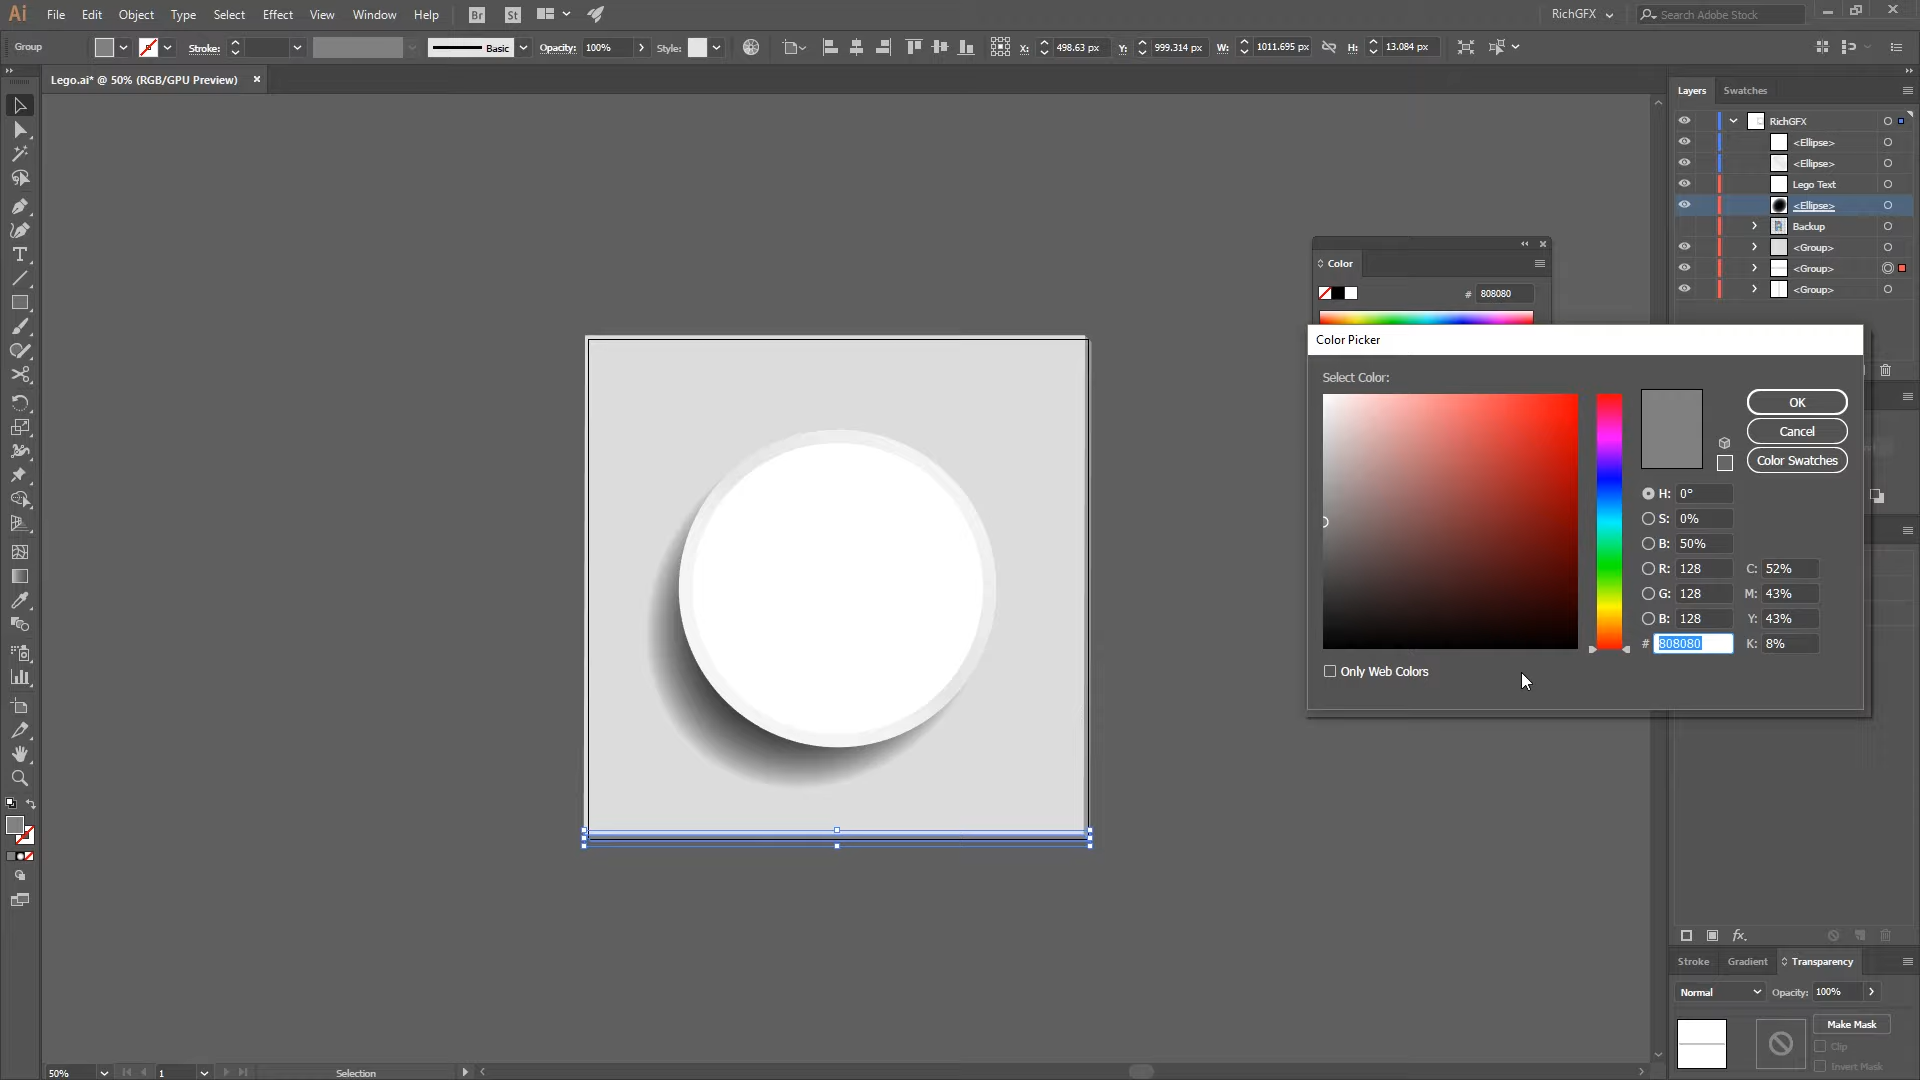 Ai File Edit Object Type Select Effect View Window Help Br St RichGFX Search Adobe Stock
Group Stroke: Basic Opacity: 100% Style: X: 498.63 px Y: 999.314 px W: 1011.695 px H: 13.084 px
Lego.ai* @ 50% (RGB/GPU Preview) ×
Layers Swatches
RichGFX
<Ellipse>
<Ellipse>
Lego Text
<Ellipse>
Backup
<Group>
<Group>
<Group>
Color
# 808080
Color Picker
Select Color:
OK
Cancel
Color Swatches
H: 0°
S: 0%
B: 50%
R: 128 C: 52%
G: 128 M: 43%
B: 128 Y: 43%
# 808080 K: 8%
Only Web Colors
fx.
Stroke Gradient Transparency
Normal Opacity: 100%
Make Mask
Clip
Invert Mask
50% 1 Selection